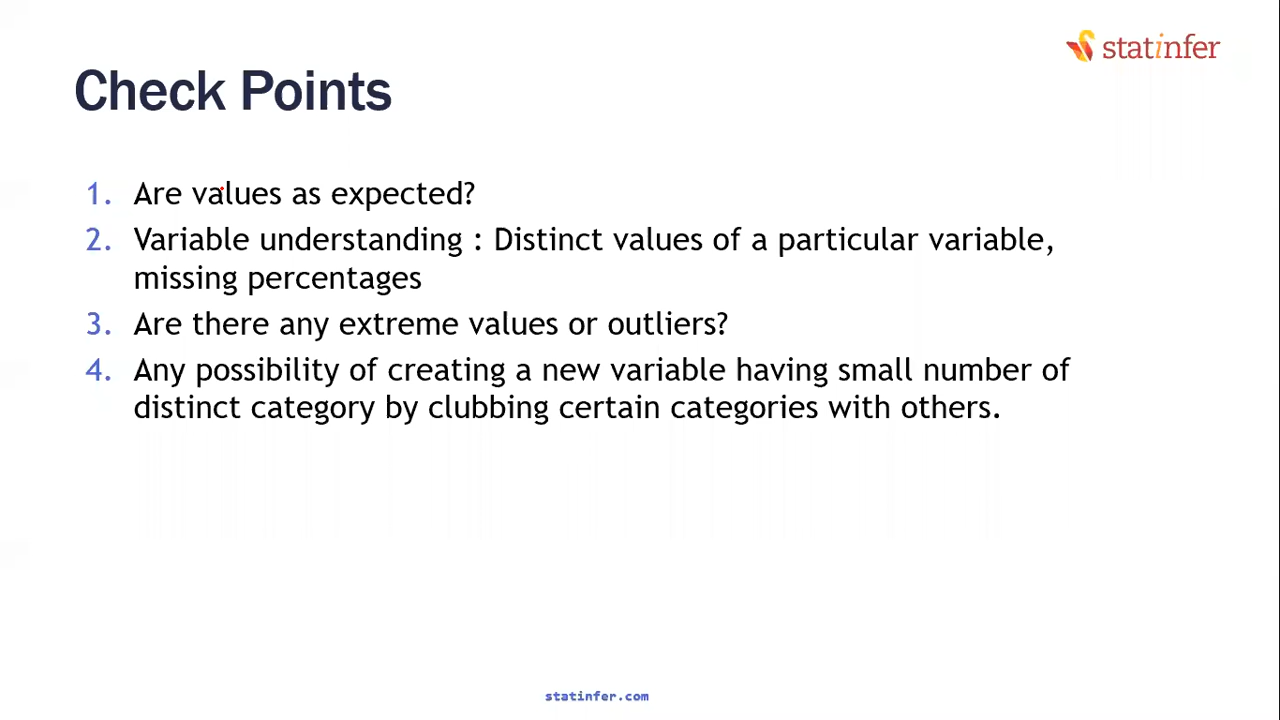 statinfer
Check Points
1. Are values as expected?
2. Variable understanding : Distinct values of a particular variable,
missing percentages
3. Are there any extreme values or outliers?
4. Any possibility of creating a new variable having small number of
distinct category by clubbing certain categories with others.
statinfer.com